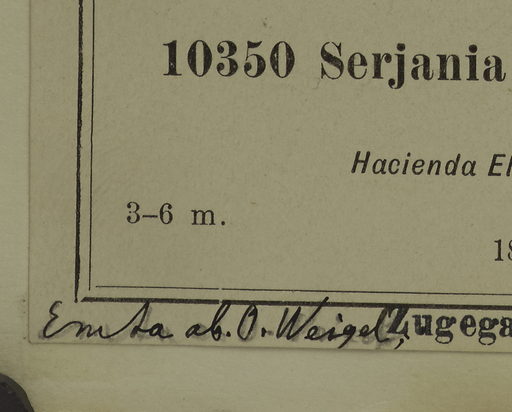 10350 Serjania
Hacienda El
3–6 m.
18
Emta ab. O. Weigel, Zugega